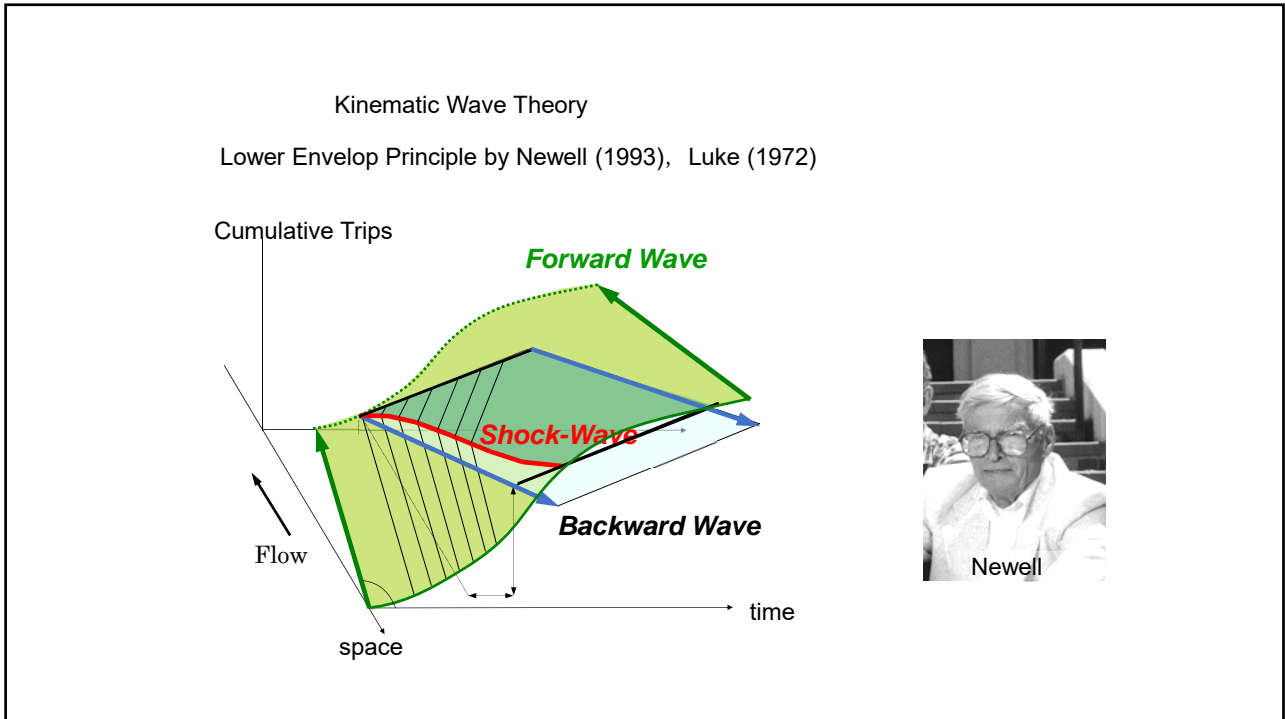 Kinematic Wave Theory
Lower Envelop Principle by Newell (1993),  Luke (1972)
Cumulative Trips
Forward Wave
Shock-Wave
Backward Wave
Flow
Newell
time
space